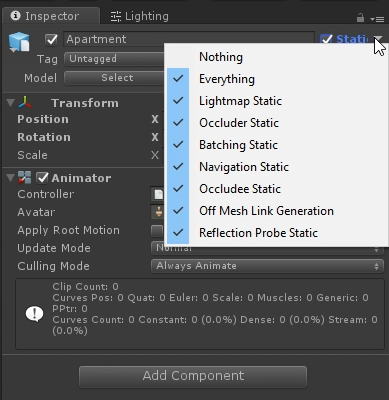 Inspector Lighting
Apartment
Tag Untagged
Model Select
Nothing
Everything
Lightmap Static
Occluder Static
Batching Static
Navigation Static
Occludee Static
Off Mesh Link Generation
Reflection Probe Static
Transform
Position X
Rotation X
Scale X
Animator
Controller
Avatar
Apply Root Motion
Update Mode Normal
Culling Mode Always Animate
Clip Count: 0
Curves Pos: 0 Quat: 0 Euler: 0 Scale: 0 Muscles: 0 Generic: 0
PPtr: 0
Curves Count: 0 Constant: 0 (0.0%) Dense: 0 (0.0%) Stream: 0
(0.0%)
Add Component